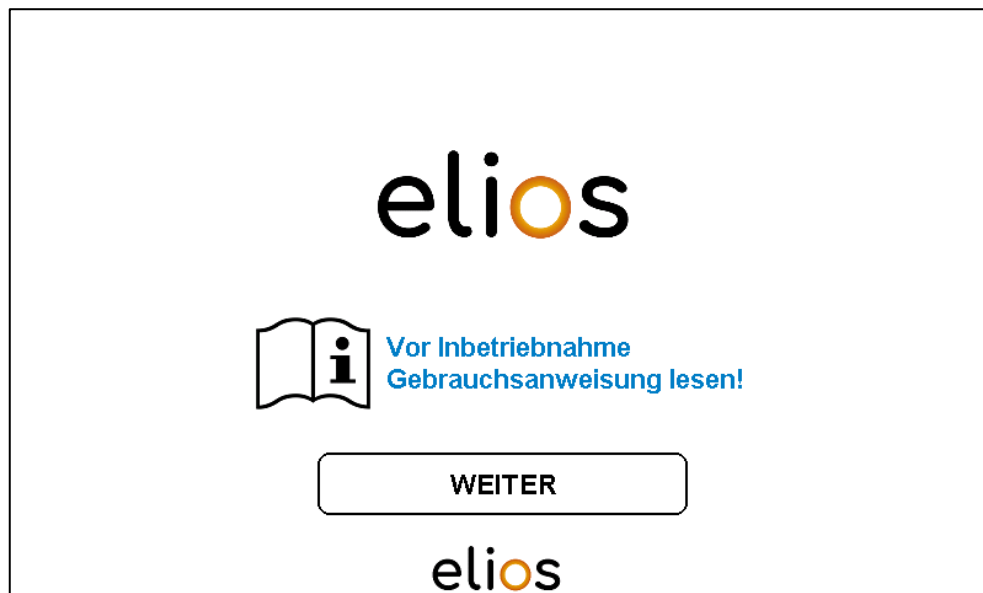 elios
Vor Inbetriebnahme
Gebrauchsanweisung lesen!
WEITER
elios